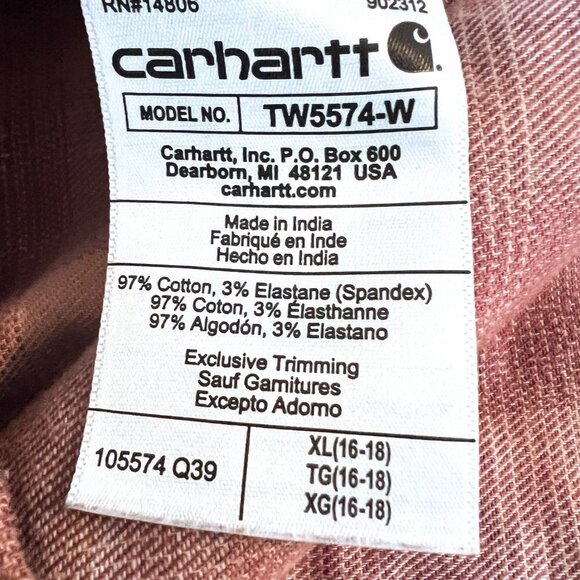 RN#14806 902312
carhartt
MODEL NO. TW5574-W
Carhartt, Inc. P.O. Box 600
Dearborn, MI 48121 USA
carhartt.com
Made in India
Fabriqué en Inde
Hecho en India
97% Cotton, 3% Elastane (Spandex)
97% Coton, 3% Élasthanne
97% Algodón, 3% Elastano
Exclusive Trimming
Sauf Garnitures
Excepto Adorno
105574 Q39
XL(16-18)
TG(16-18)
XG(16-18)